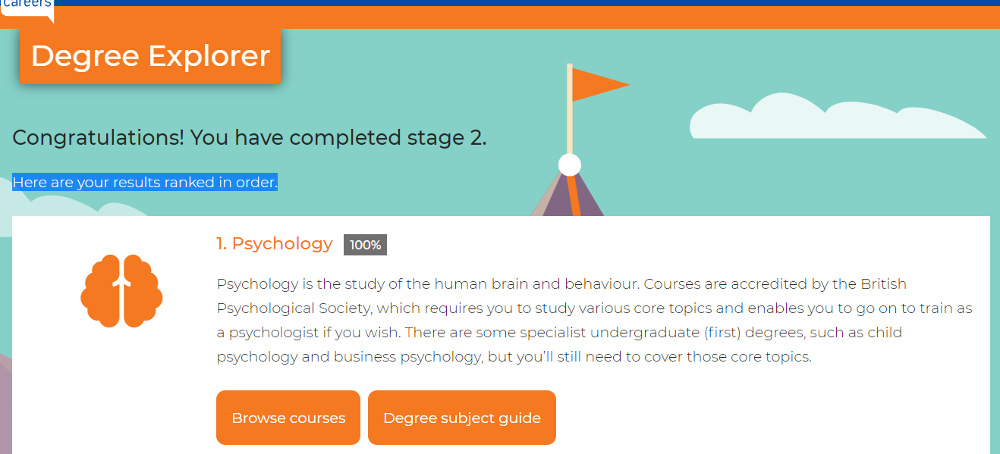 careers
Degree Explorer
Congratulations! You have completed stage 2.
Here are your results ranked in order.
1. Psychology 100%
Psychology is the study of the human brain and behaviour. Courses are accredited by the British
Psychological Society, which requires you to study various core topics and enables you to go on to train as
a psychologist if you wish. There are some specialist undergraduate (first) degrees, such as child
psychology and business psychology, but you’ll still need to cover those core topics.
Browse courses Degree subject guide